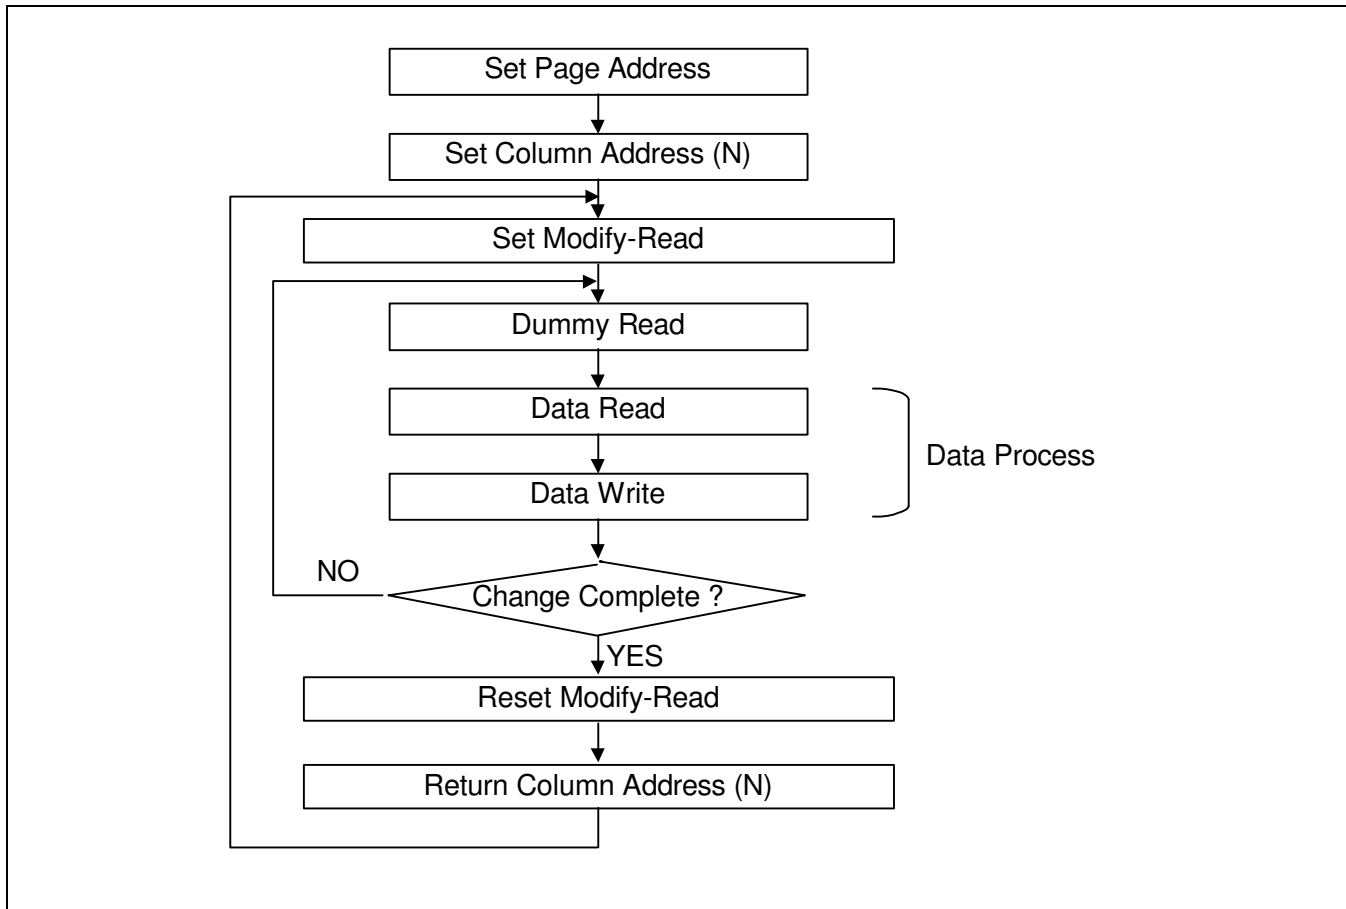 Set Page Address
Set Column Address (N)
Set Modify-Read
Dummy Read
Data Read
Data Process
Data Write
NO
Change Complete ?
YES
Reset Modify-Read
Return Column Address (N)